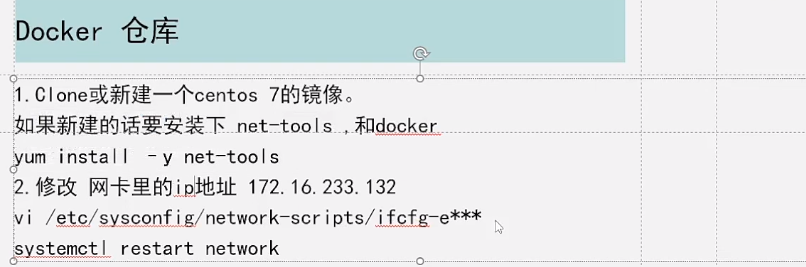 Docker 仓库
1.Clone或新建一个centos 7的镜像。
如果新建的话要安装下 net-tools ,和docker
yum install －y net-tools
2.修改 网卡里的ip地址 172.16.233.132
vi /etc/sysconfig/network-scripts/ifcfg-e***
systemctl restart network